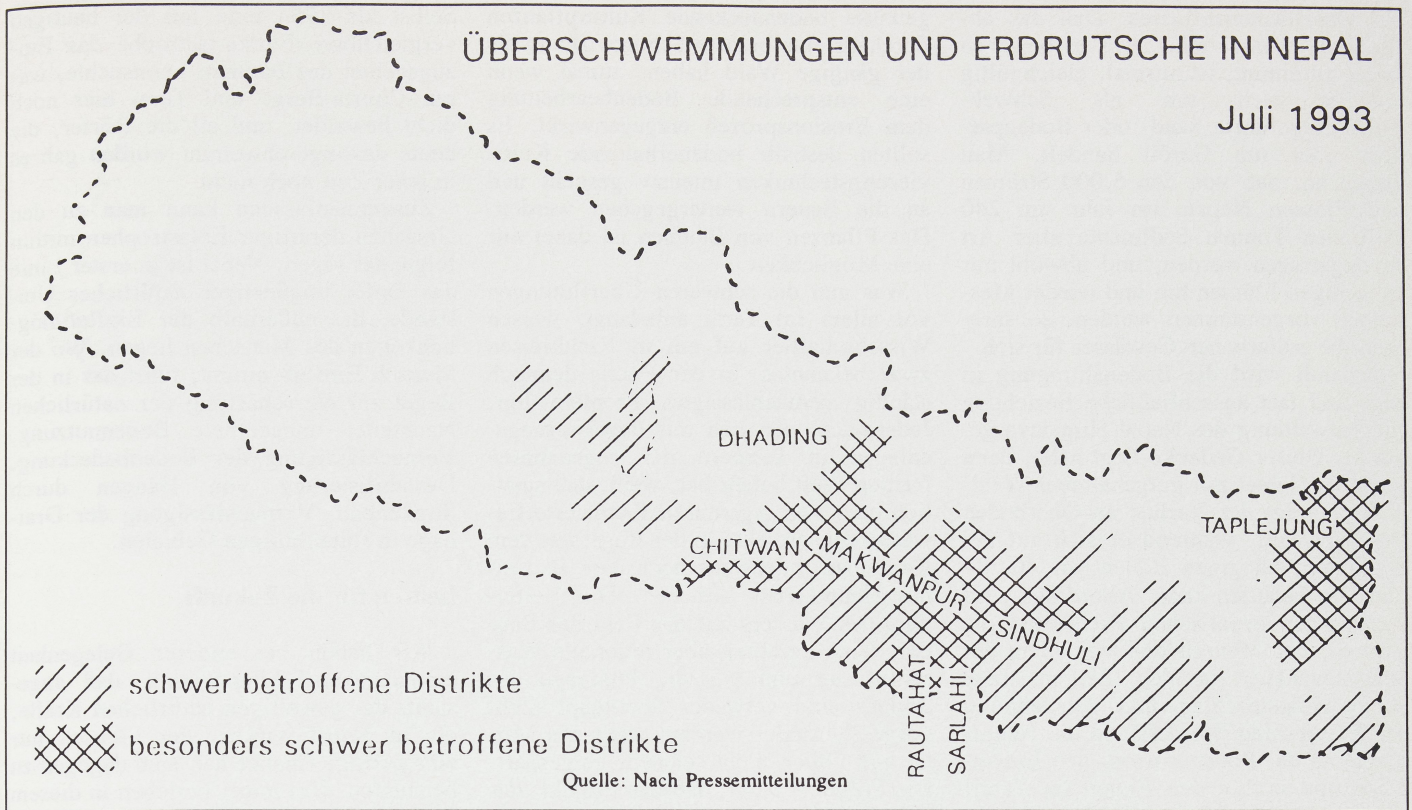 ÜBERSCHWEMMUNGEN UND ERDRUTSCHE IN NEPAL
Juli 1993
DHADING
TAPLEJUNG
CHITWAN
MAKWANPUR
SINDHULI
RAUTAHAT
SARLAHI
schwer betroffene Distrikte
besonders schwer betroffene Distrikte
Quelle: Nach Pressemitteilungen